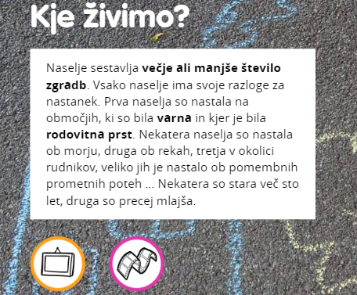 Kje živimo?
Naselje sestavlja večje ali manjše število
zgradb. Vsako naselje ima svoje razloge za
nastanek. Prva naselja so nastala na
območjih, ki so bila varna in kjer je bila
rodovitna prst. Nekatera naselja so nastala
ob morju, druga ob rekah, tretja v okolici
rudnikov, veliko jih je nastalo ob pomembnih
prometnih poteh ... Nekatera so stara več sto
let, druga so precej mlajša.